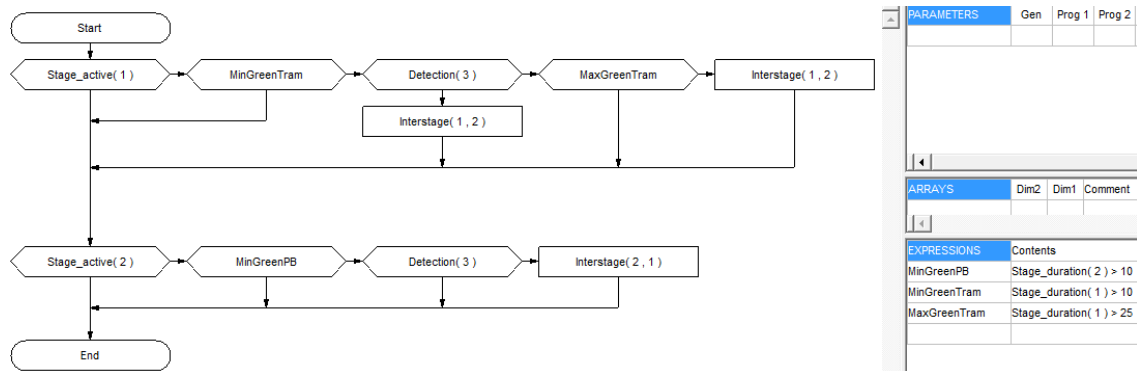 Start
Stage_active( 1 )
MinGreenTram
Detection( 3 )
MaxGreenTram
Interstage( 1 , 2 )
Interstage( 1 , 2 )
Stage_active( 2 )
MinGreenPB
Detection( 3 )
Interstage( 2 , 1 )
End
PARAMETERS Gen Prog 1 Prog 2
ARRAYS Dim2 Dim1 Comment
EXPRESSIONS Contents
MinGreenPB Stage_duration( 2 ) > 10
MinGreenTram Stage_duration( 1 ) > 10
MaxGreenTram Stage_duration( 1 ) > 25